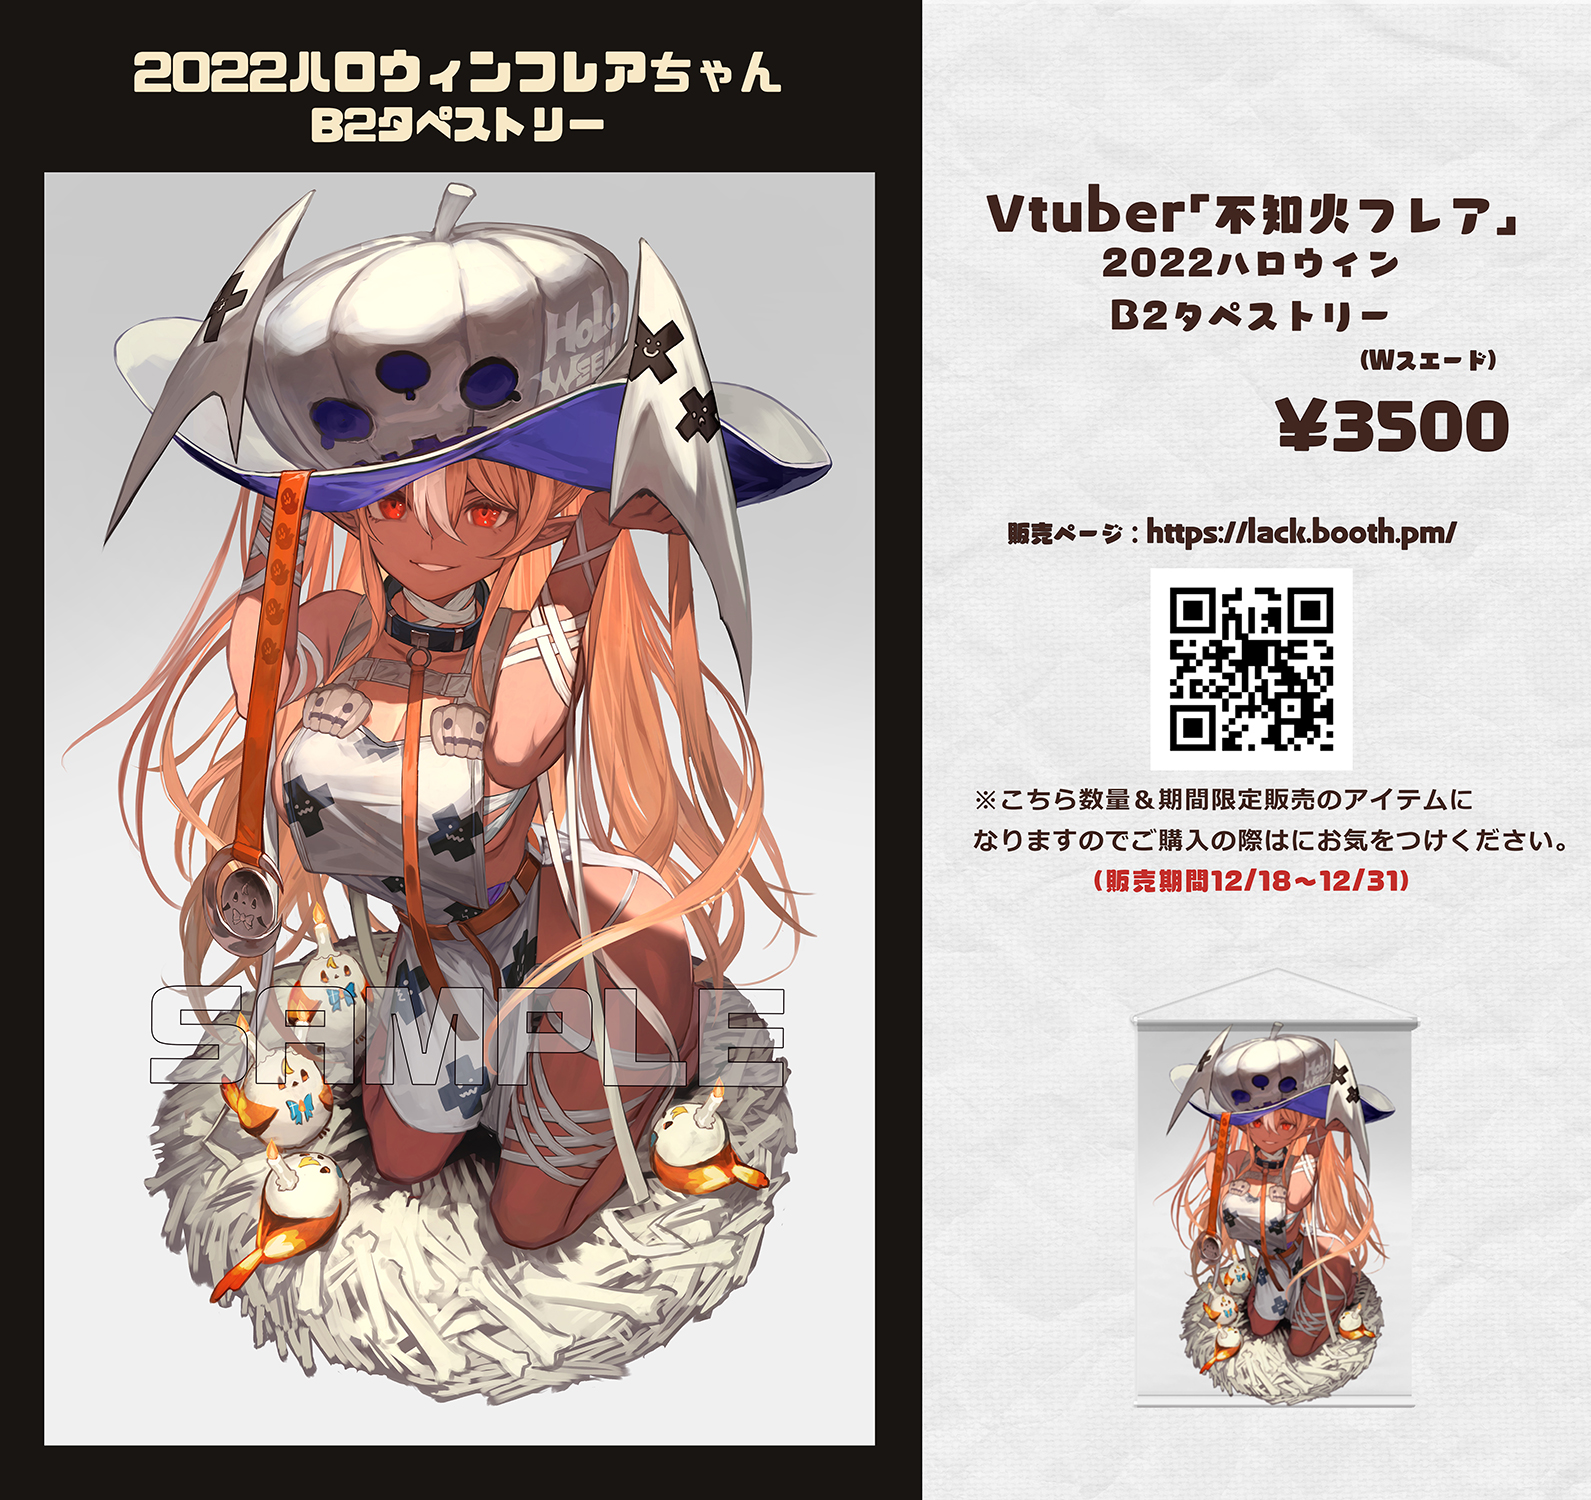 2022ハロウィンフレアちゃん
B2タペストリー
HoLo
WEEN
SAMPLE
Vtuber「不知火フレア」
2022ハロウィン
B2タペストリー
(Wスエード)
¥3500
販売ページ：https://lack.booth.pm/
※こちら数量＆期間限定販売のアイテムに
なりますのでご購入の際はにお気をつけください。
(販売期間12/18～12/31)
HoLo
WEEN